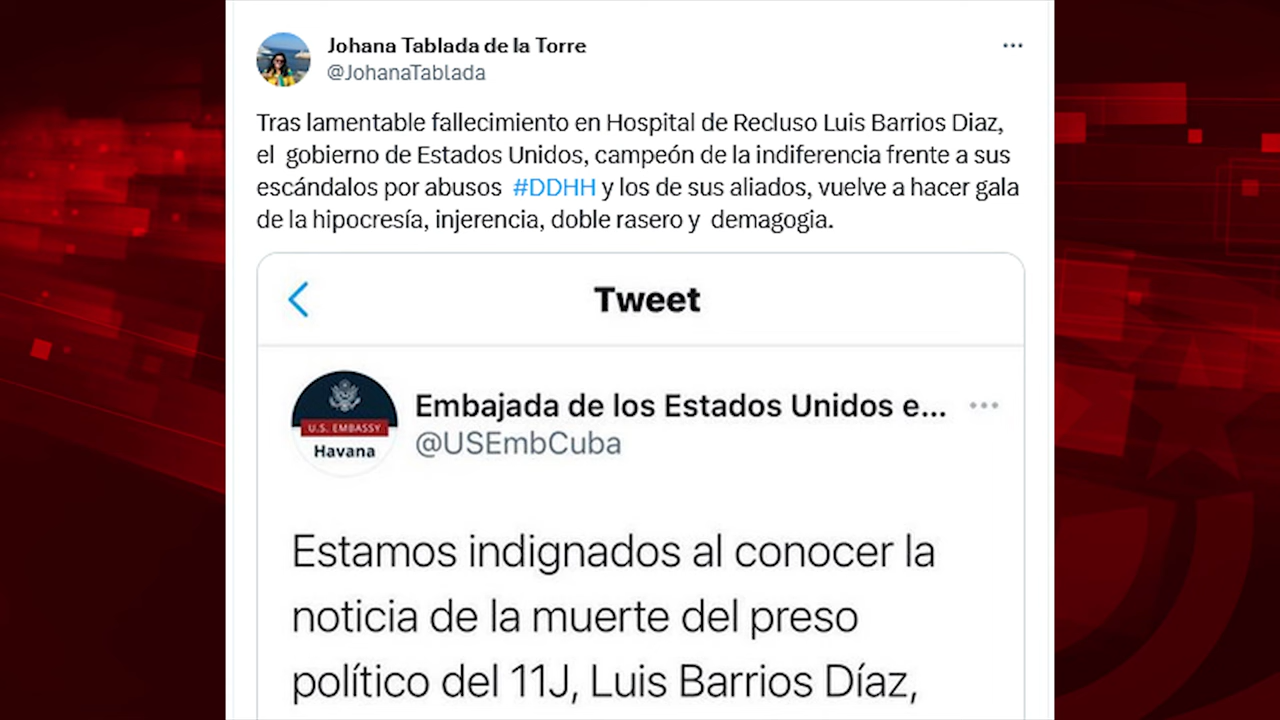 Johana Tablada de la Torre
@JohanaTablada
Tras lamentable fallecimiento en Hospital de Recluso Luis Barrios Diaz,
el  gobierno de Estados Unidos, campeón de la indiferencia frente a sus
escándalos por abusos  #DDHH y los de sus aliados, vuelve a hacer gala
de la hipocresía, injerencia, doble rasero y  demagogia.
Tweet
U.S. EMBASSY
Havana
Embajada de los Estados Unidos e...
@USEmbCuba
Estamos indignados al conocer la
noticia de la muerte del preso
político del 11J, Luis Barrios Díaz,